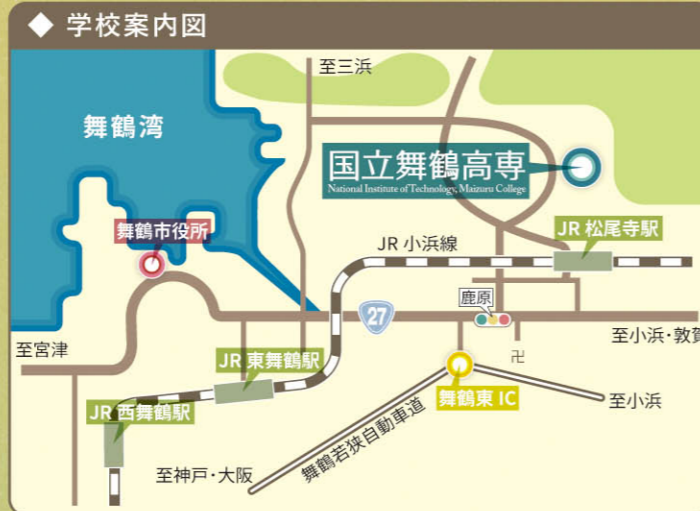 ◆ 学校案内図
至三浜
舞鶴湾
国立舞鶴高専
National Institute of Technology, Maizuru College
舞鶴市役所
JR 小浜線
JR 松尾寺駅
鹿原
27
至小浜・敦賀
至宮津
JR 東舞鶴駅
卍
舞鶴東 IC
至小浜
JR 西舞鶴駅
舞鶴若狭自動車道
至神戸・大阪